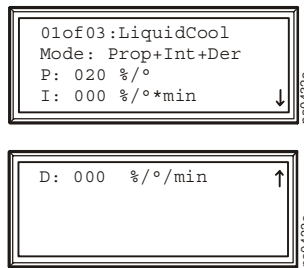 01of03:LiquidCool
Mode: Prop+Int+Der
P: 020 %/°
I: 000 %/°*min ↓
D: 000 %/°/min ↑